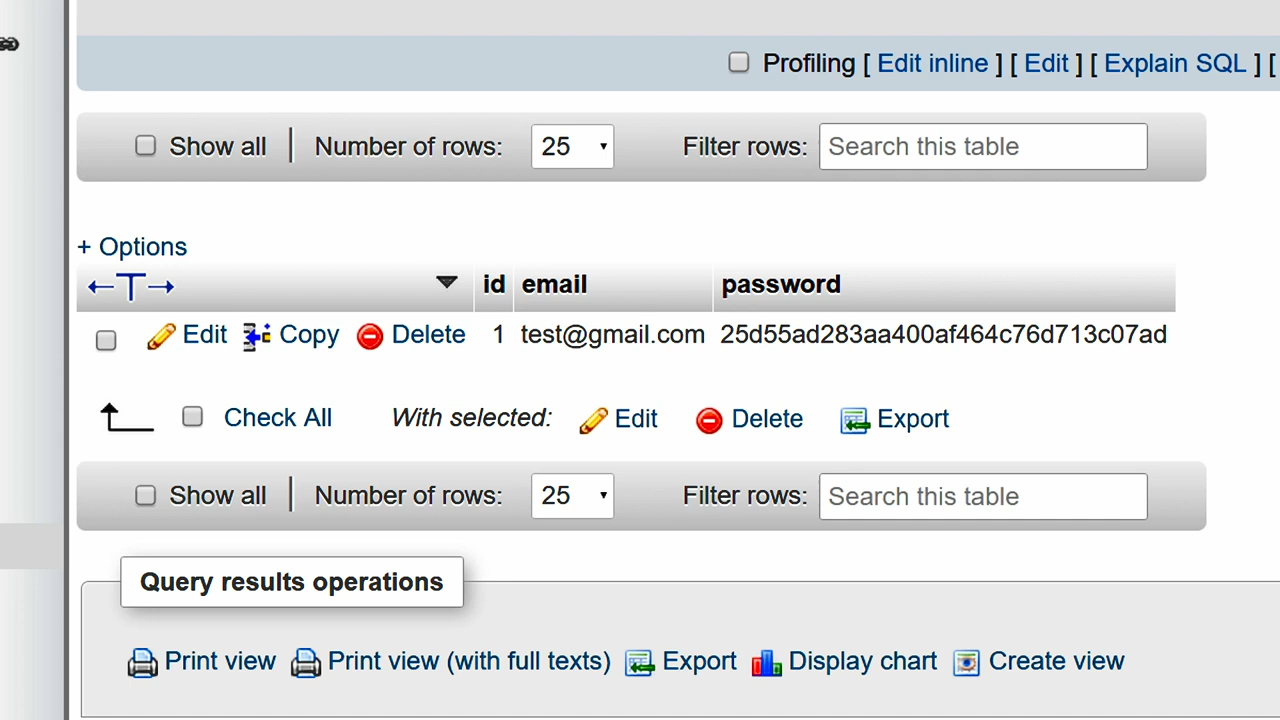 Profiling [ Edit inline ] [ Edit ] [ Explain SQL ] [
Show all Number of rows: 25 Filter rows: Search this table
+ Options
←T→ id email password
Edit Copy Delete 1 test@gmail.com 25d55ad283aa400af464c76d713c07ad
Check All With selected: Edit Delete Export
Show all Number of rows: 25 Filter rows: Search this table
Query results operations
Print view Print view (with full texts) Export Display chart Create view